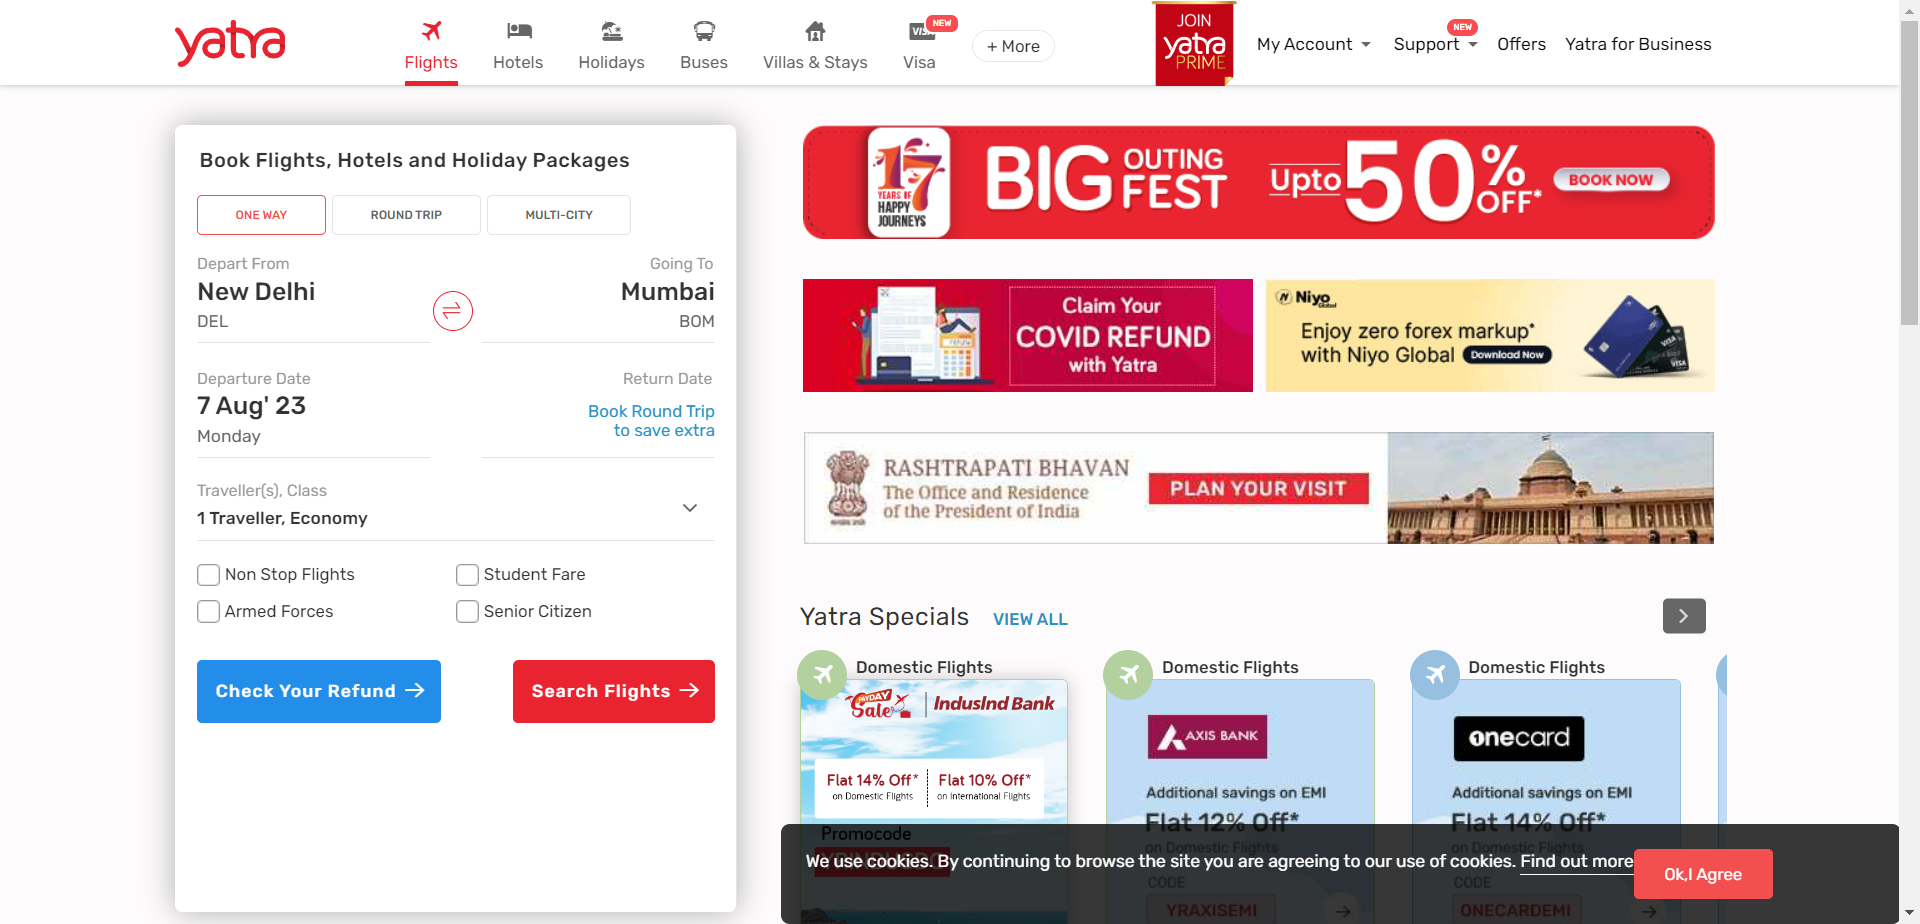 yatra
Flights
Hotels
Holidays
Buses
Villas & Stays
VISA
NEW
Visa
+ More
JOIN
yatra
PRIME
My Account
NEW
Support
Offers
Yatra for Business
Book Flights, Hotels and Holiday Packages
ONE WAY
ROUND TRIP
MULTI-CITY
Depart From
New Delhi
DEL
Going To
Mumbai
BOM
Departure Date
7 Aug' 23
Monday
Return Date
Book Round Trip
to save extra
Traveller(s), Class
1 Traveller, Economy
Non Stop Flights
Student Fare
Armed Forces
Senior Citizen
Check Your Refund
Search Flights
17
YEARS OF
HAPPY
JOURNEYS
BIG OUTING
FEST
Upto 50% OFF*
BOOK NOW
Claim Your
COVID REFUND
with Yatra
Niyo
Global
Enjoy zero forex markup*
with Niyo Global Download Now
VISA
VISA
RASHTRAPATI BHAVAN
The Office and Residence
of the President of India
PLAN YOUR VISIT
Yatra Specials
VIEW ALL
Domestic Flights
PAYDAY
Sale
IndusInd Bank
Flat 14% Off*
on Domestic Flights
Flat 10% Off*
on International Flights
Promocode
Domestic Flights
AXIS BANK
Additional savings on EMI
Flat 12% Off*
on Domestic Flights
CODE
YRAXISEMI
Domestic Flights
onecard
Additional savings on EMI
Flat 14% Off*
on Domestic Flights
CODE
ONECARDEMI
We use cookies. By continuing to browse the site you are agreeing to our use of cookies. Find out more
Ok,I Agree